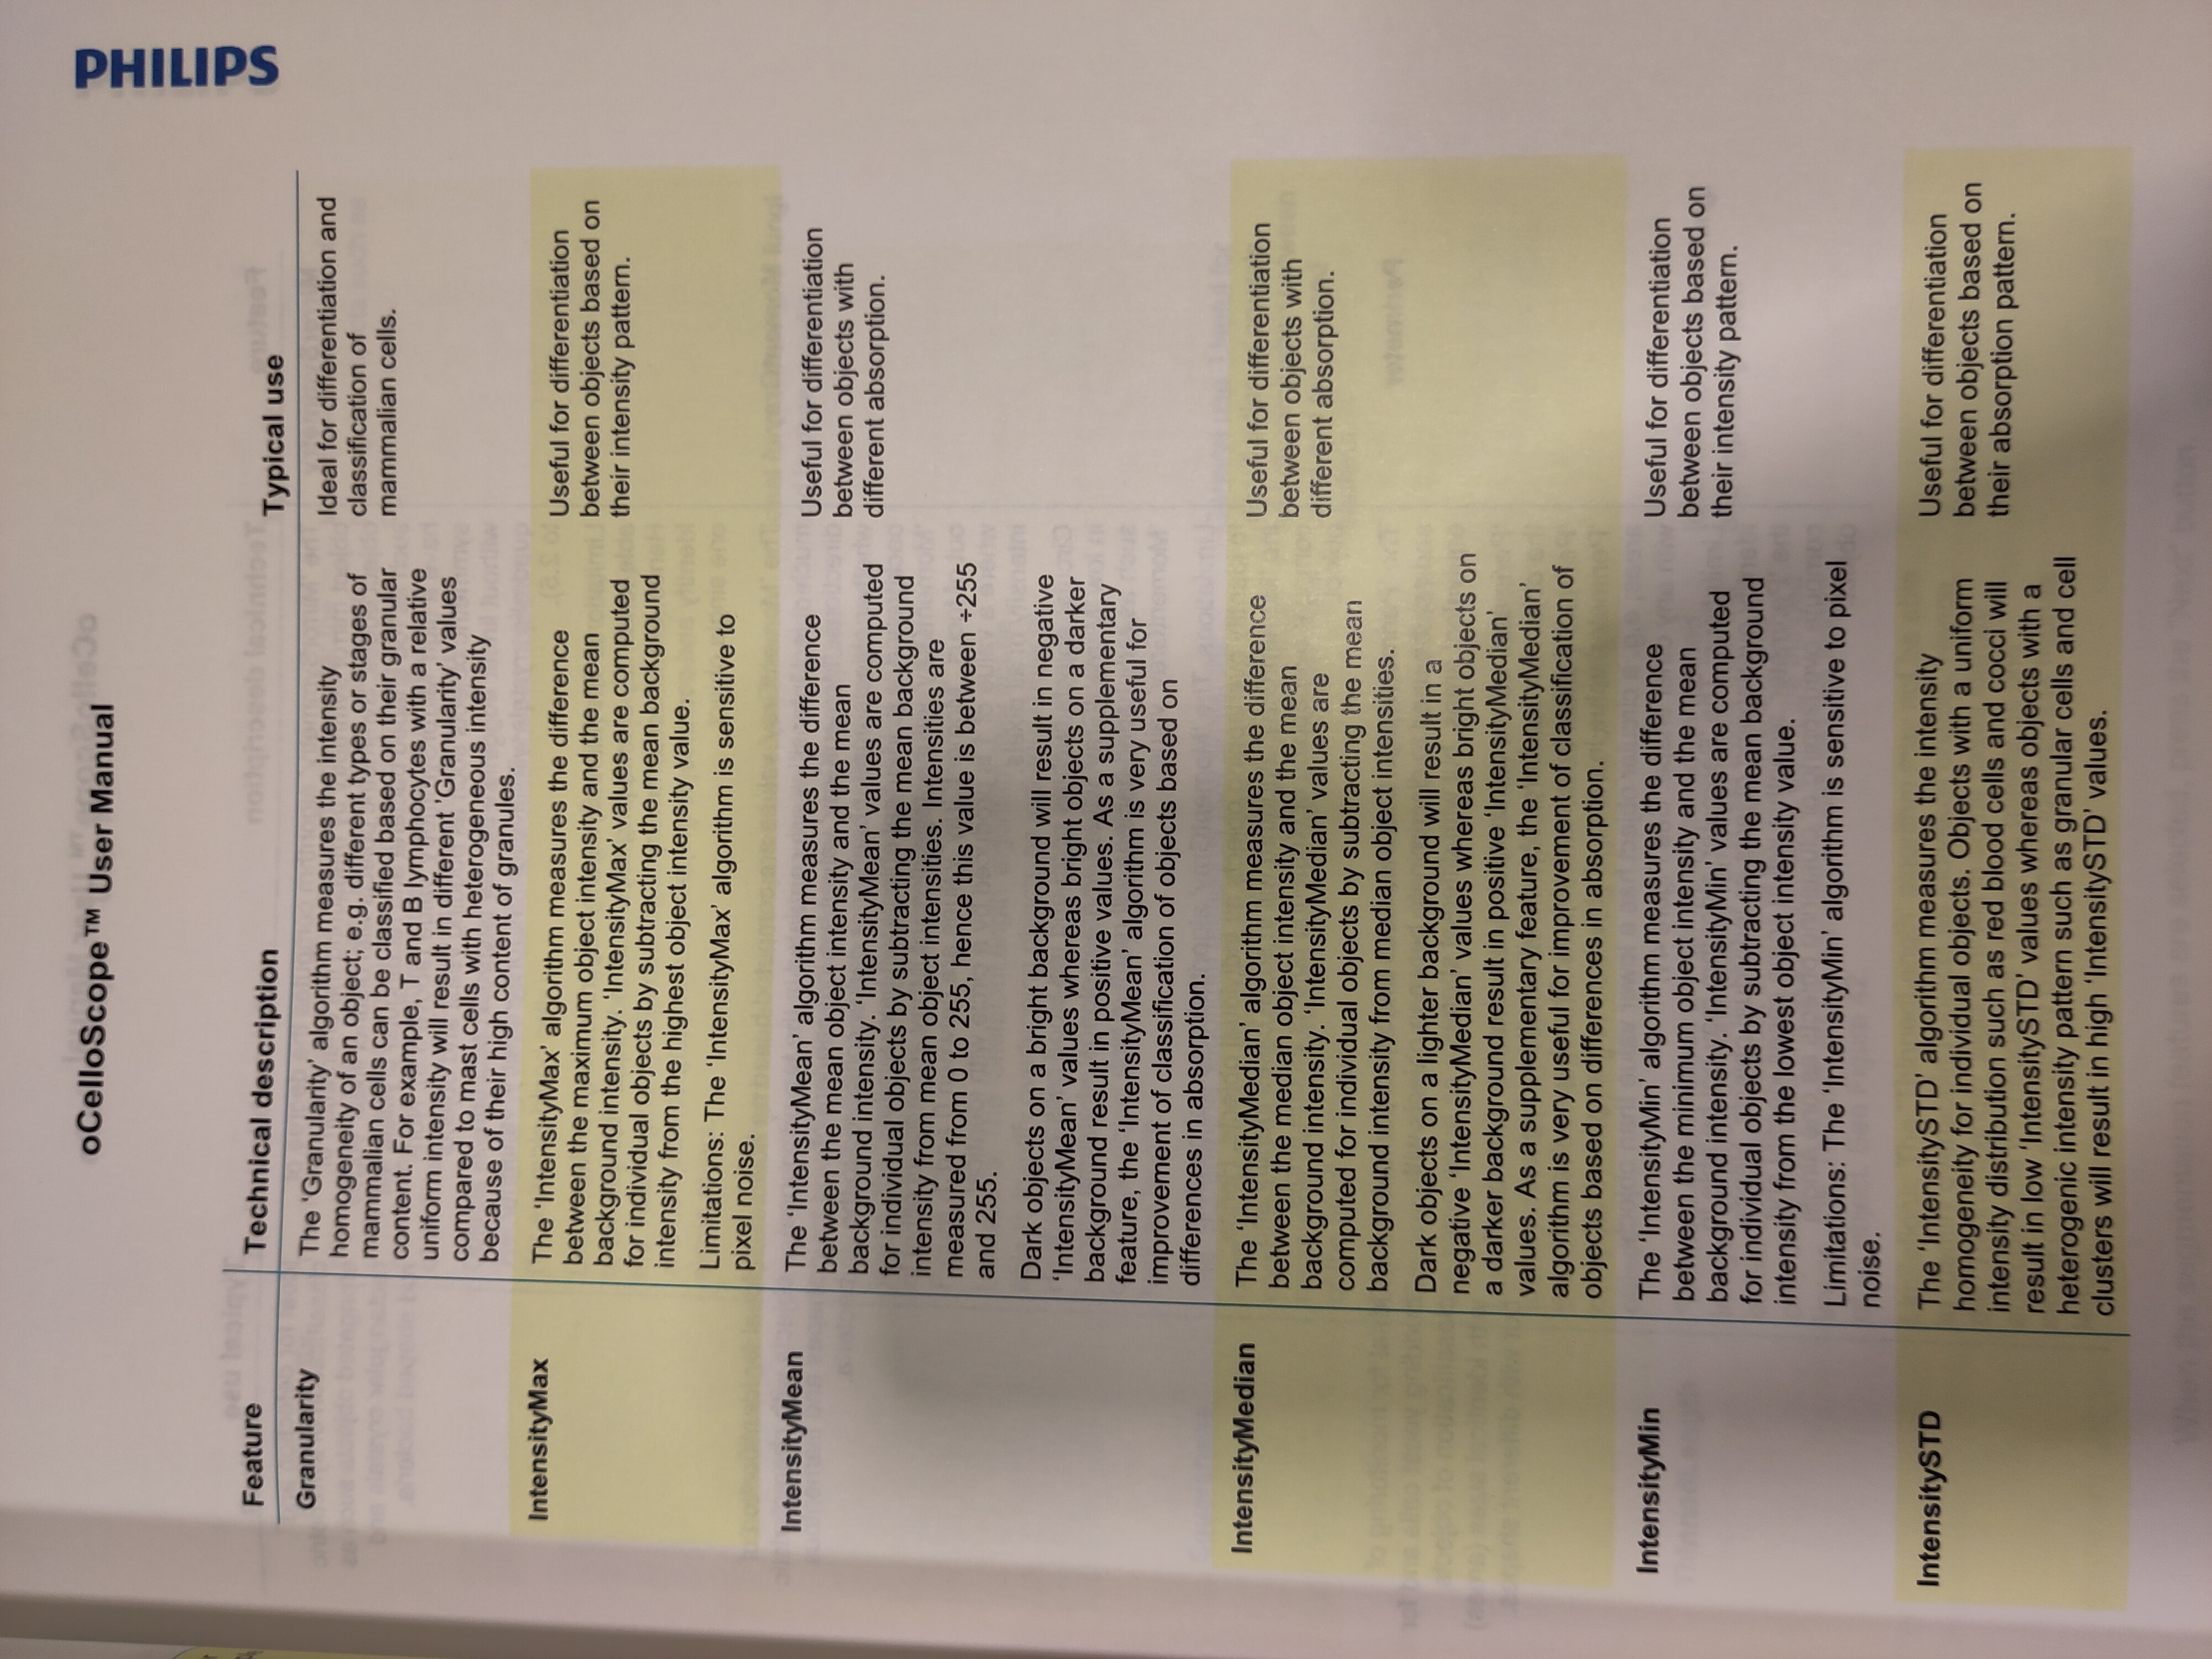 oCelloScope™ User Manual
PHILIPS
Feature
Technical description
Typical use
Granularity
The ‘Granularity’ algorithm measures the intensity
homogeneity of an object; e.g. different types or stages of
mammalian cells can be classified based on their granular
content. For example, T and B lymphocytes with a relative
uniform intensity will result in different 'Granularity’ values
compared to mast cells with heterogeneous intensity
because of their high content of granules.
Ideal for differentiation and
classification of
mammalian cells.
IntensityMax
The ‘IntensityMax’ algorithm measures the difference
between the maximum object intensity and the mean
background intensity. ‘IntensityMax’ values are computed
for individual objects by subtracting the mean background
intensity from the highest object intensity value.
Limitations: The ‘IntensityMax’ algorithm is sensitive to
pixel noise.
Useful for differentiation
between objects based on
their intensity pattern.
IntensityMean
The ‘IntensityMean’ algorithm measures the difference
between the mean object intensity and the mean
background intensity. ‘IntensityMean’ values are computed
for individual objects by subtracting the mean background
intensity from mean object intensities. Intensities are
measured from 0 to 255, hence this value is between ÷255
and 255.
Dark objects on a bright background will result in negative
‘IntensityMean’ values whereas bright objects on a darker
background result in positive values. As a supplementary
feature, the ‘IntensityMean’ algorithm is very useful for
improvement of classification of objects based on
differences in absorption.
Useful for differentiation
between objects with
different absorption.
IntensityMedian
The ‘IntensityMedian’ algorithm measures the difference
between the median object intensity and the mean
background intensity. ‘IntensityMedian’ values are
computed for individual objects by subtracting the mean
background intensity from median object intensities.
Dark objects on a lighter background will result in a
negative ‘IntensityMedian’ values whereas bright objects on
a darker background result in positive ‘IntensityMedian’
values. As a supplementary feature, the ‘IntensityMedian’
algorithm is very useful for improvement of classification of
objects based on differences in absorption.
Useful for differentiation
between objects with
different absorption.
IntensityMin
The ‘IntensityMin’ algorithm measures the difference
between the minimum object intensity and the mean
background intensity. ‘IntensityMin’ values are computed
for individual objects by subtracting the mean background
intensity from the lowest object intensity value.
Limitations: The ‘IntensityMin’ algorithm is sensitive to pixel
noise.
Useful for differentiation
between objects based on
their intensity pattern.
IntensitySTD
The ‘IntensitySTD’ algorithm measures the intensity
homogeneity for individual objects. Objects with a uniform
intensity distribution such as red blood cells and cocci will
result in low ‘IntensitySTD’ values whereas objects with a
heterogenic intensity pattern such as granular cells and cell
clusters will result in high ‘IntensitySTD’ values.
Useful for differentiation
between objects based on
their absorption pattern.